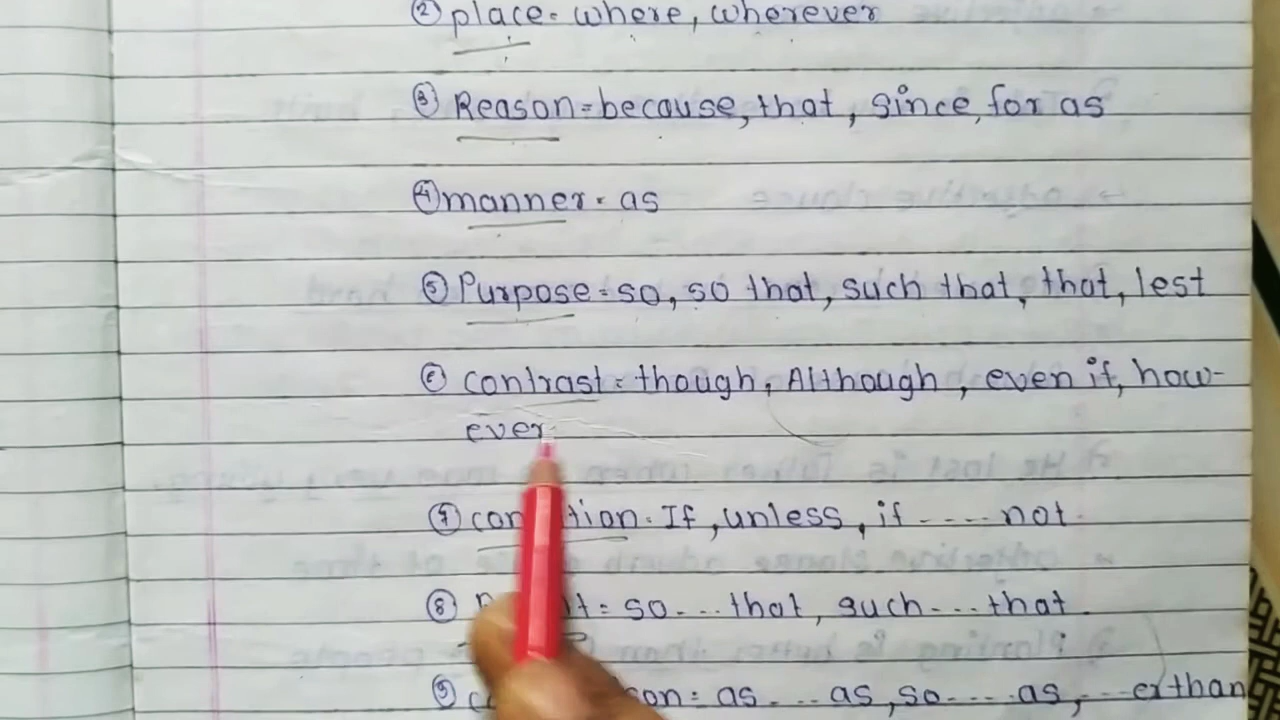 ② place = where, wherever
③ Reason = because, that, since, for as
④ manner = as
⑤ Purpose = so, so that, such that, that, lest
⑥ contrast = though, Although, even if, how-
ever
⑦ If, unless, if ---- not.
⑧ = so --- that, such --- that
⑨ = as --- as, so ---- as, --- er than